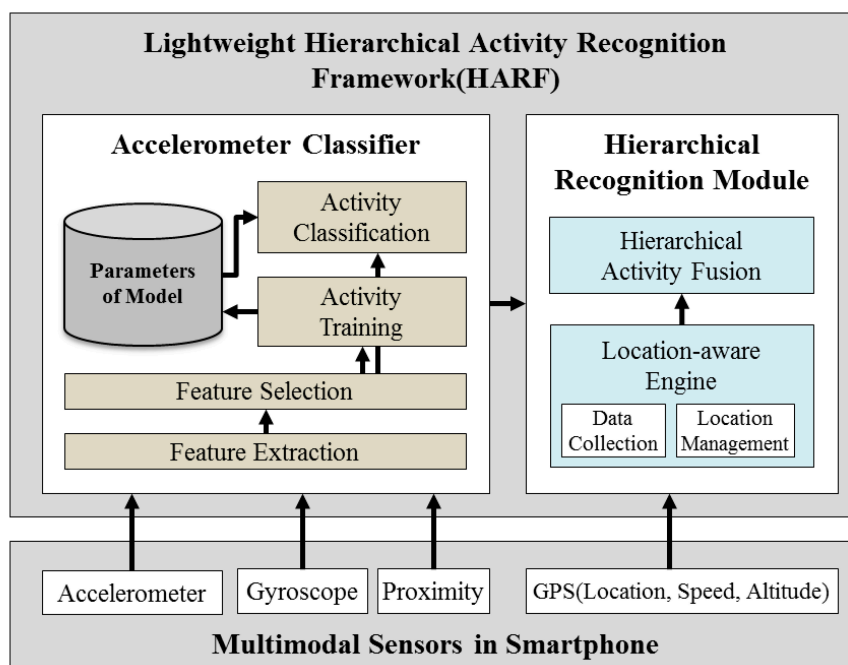 Lightweight Hierarchical Activity Recognition
Framework(HARF)
Accelerometer Classifier
Activity
Classification
Parameters
of Model
Activity
Training
Feature Selection
Feature Extraction
Hierarchical
Recognition Module
Hierarchical
Activity Fusion
Location-aware
Engine
Data
Collection
Location
Management
Accelerometer
Gyroscope
Proximity
GPS(Location, Speed, Altitude)
Multimodal Sensors in Smartphone